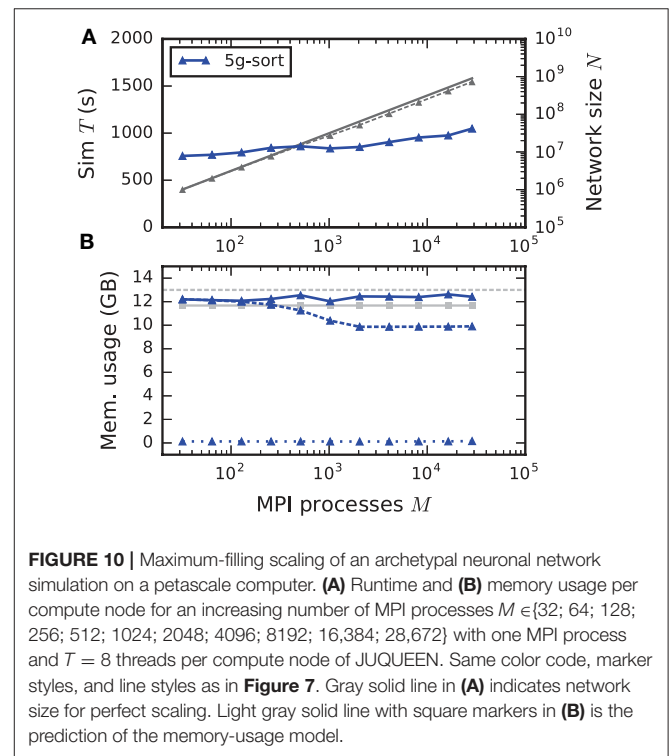 A
2000
1500
1000
500
0
Sim T (s)
5g-sort
10^10
10^9
10^8
10^7
10^6
10^5
Network size N
10^2 10^3 10^4 10^5
B
14
12
10
8
6
4
2
0
Mem. usage (GB)
10^2 10^3 10^4 10^5
MPI processes M
FIGURE 10 | Maximum-filling scaling of an archetypal neuronal network
simulation on a petascale computer. (A) Runtime and (B) memory usage per
compute node for an increasing number of MPI processes M ∈{32; 64; 128;
256; 512; 1024; 2048; 4096; 8192; 16,384; 28,672} with one MPI process
and T = 8 threads per compute node of JUQUEEN. Same color code, marker
styles, and line styles as in Figure 7. Gray solid line in (A) indicates network
size for perfect scaling. Light gray solid line with square markers in (B) is the
prediction of the memory-usage model.